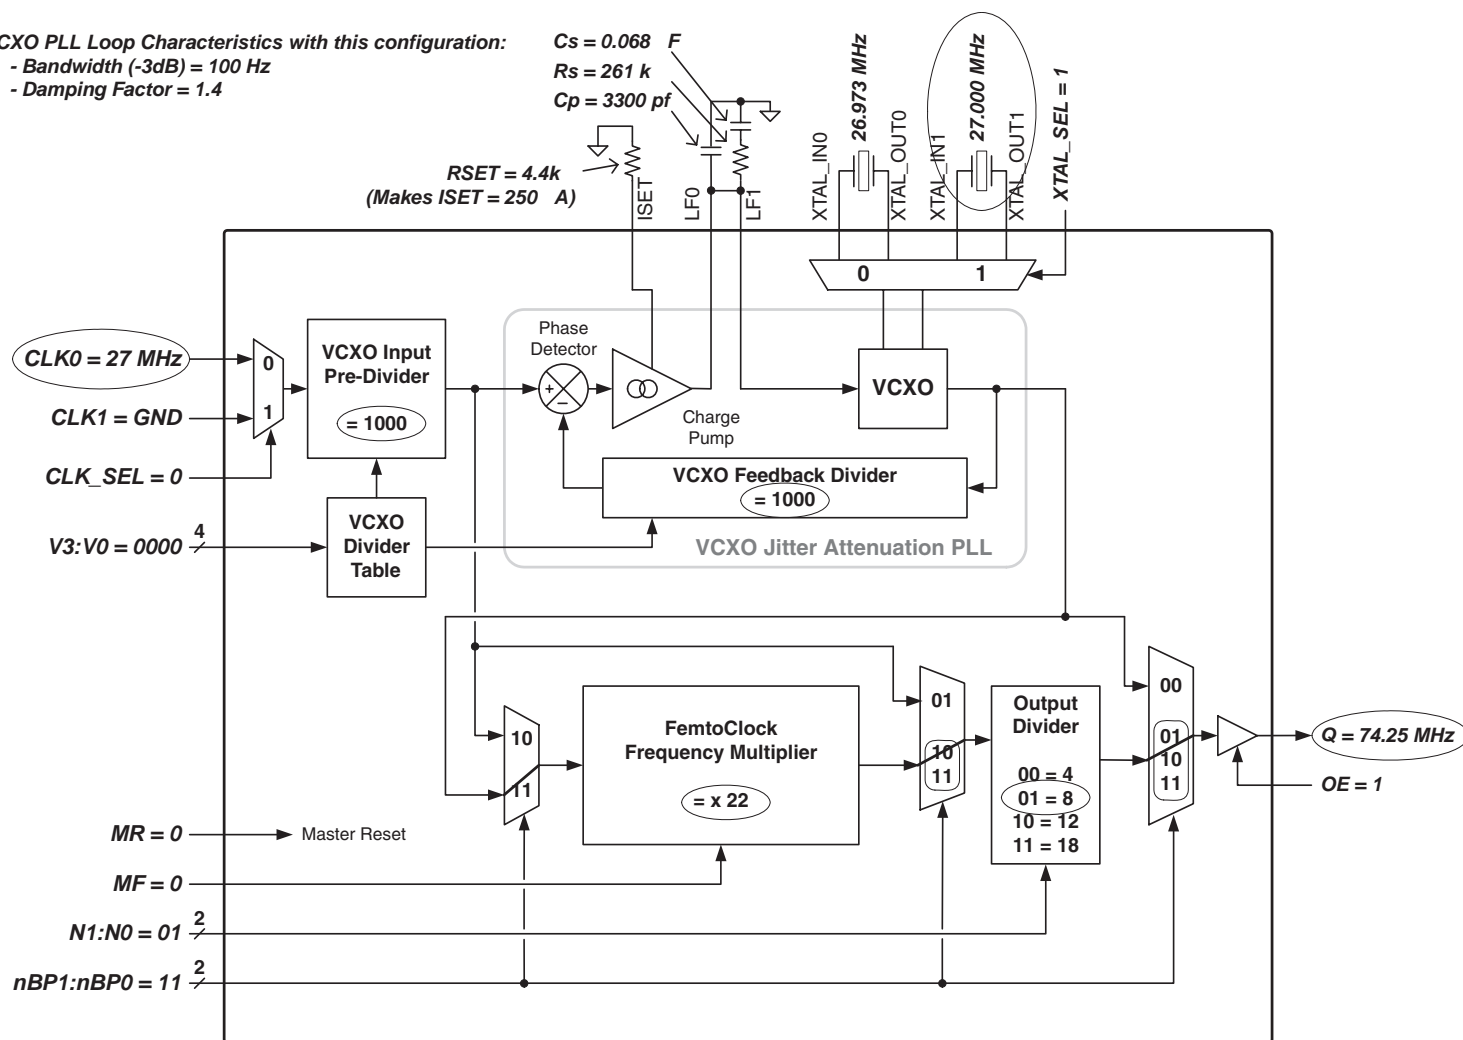 CXO PLL Loop Characteristics with this configuration:
- Bandwidth (-3dB) = 100 Hz
- Damping Factor = 1.4
Cs = 0.068 F
Rs = 261 k
Cp = 3300 pf
RSET = 4.4k
(Makes ISET = 250 A)
ISET
LF0
LF1
XTAL_IN0
26.973 MHz
XTAL_OUT0
XTAL_IN1
27.000 MHz
XTAL_OUT1
XTAL_SEL = 1
0
1
CLK0 = 27 MHz
CLK1 = GND
CLK_SEL = 0
V3:V0 = 0000
4
0
1
VCXO Input
Pre-Divider
= 1000
VCXO
Divider
Table
Phase
Detector
+
–
Charge
Pump
VCXO
VCXO Feedback Divider
= 1000
VCXO Jitter Attenuation PLL
10
11
FemtoClock
Frequency Multiplier
= x 22
01
10
11
Output
Divider
00 = 4
01 = 8
10 = 12
11 = 18
00
01
10
11
Q = 74.25 MHz
OE = 1
MR = 0
Master Reset
MF = 0
N1:N0 = 01
2
nBP1:nBP0 = 11
2